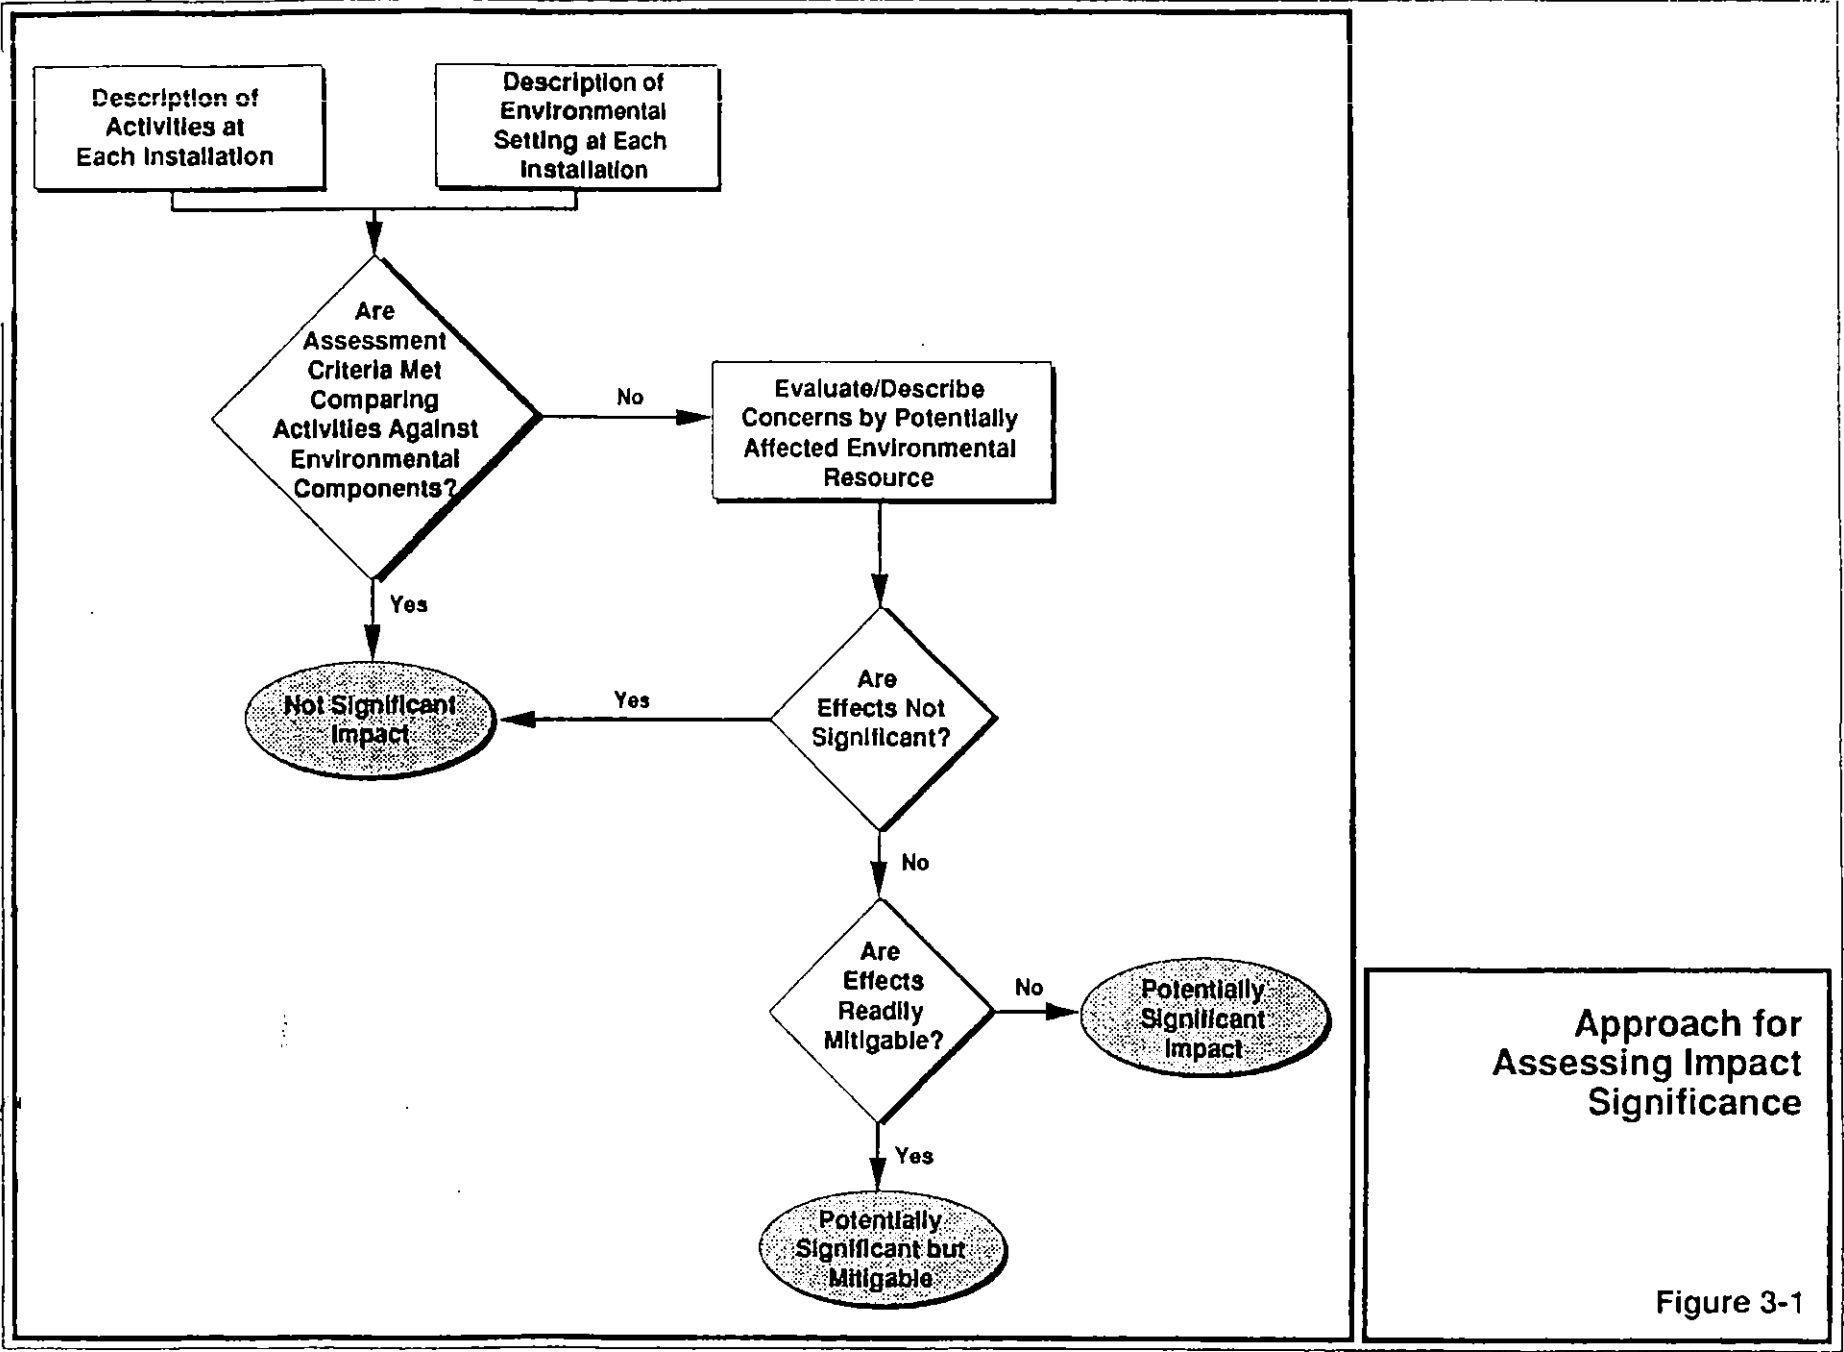 Description of
Activities at
Each Installation
Description of
Environmental
Setting at Each
Installation
Are
Assessment
Criteria Met
Comparing
Activities Against
Environmental
Components?
No
Evaluate/Describe
Concerns by Potentially
Affected Environmental
Resource
Yes
Not Significant
Impact
Yes
Are
Effects Not
Significant?
No
Are
Effects
Readily
Mitigable?
No
Potentially
Significant
Impact
Yes
Potentially
Significant but
Mitigable
Approach for
Assessing Impact
Significance
Figure 3-1